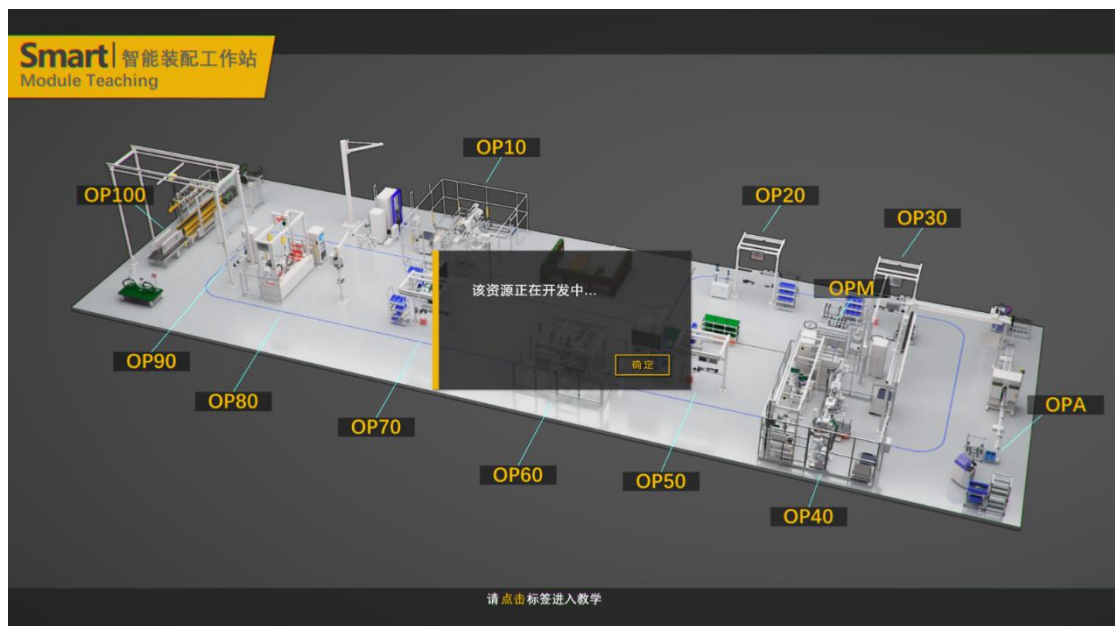 Smart 智能装配工作站
Module Teaching
OP10
OP100
OP20
OP30
OPM
该资源正在开发中...
确定
OP90
OP80
OP70
OPA
OP60
OP50
OP40
请点击标签进入教学